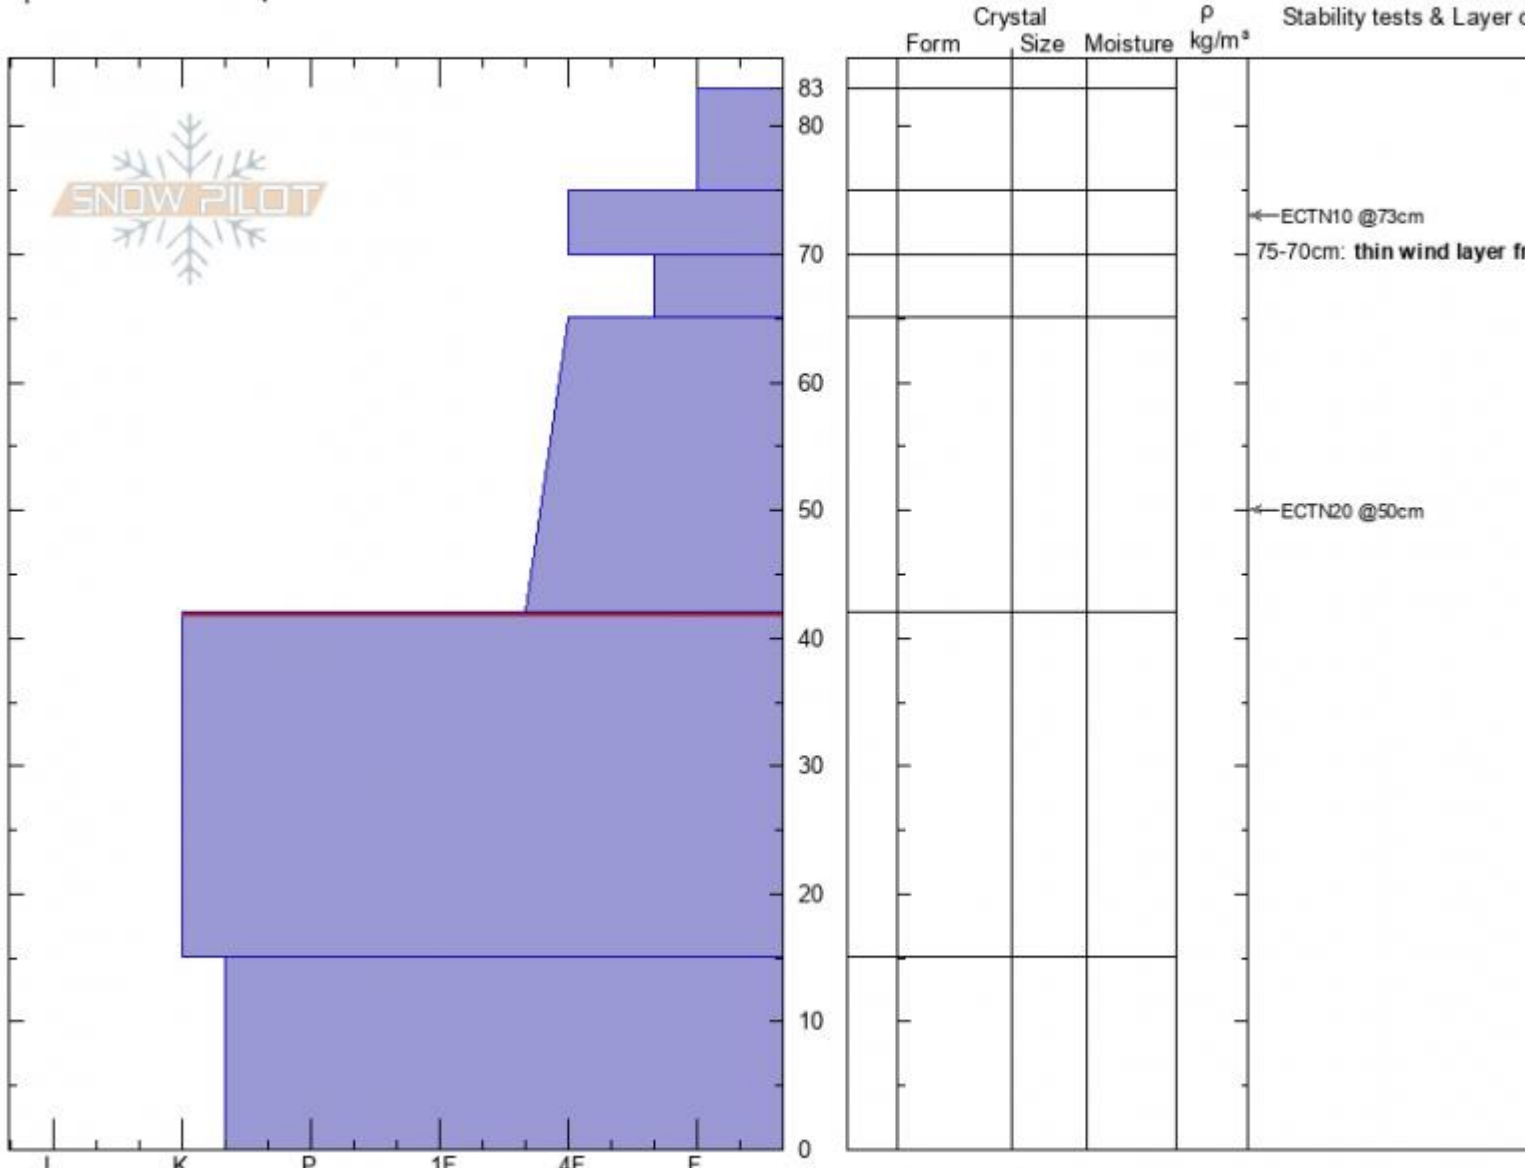 Crystal ρ Stability tests & Layer
Form Size Moisture kg/m³
83
80
SNOW PILOT
ECTN10 @73cm
70
75-70cm: thin wind layer
60
50
ECTN20 @50cm
40
30
20
10
0
I K P 1F 4F F